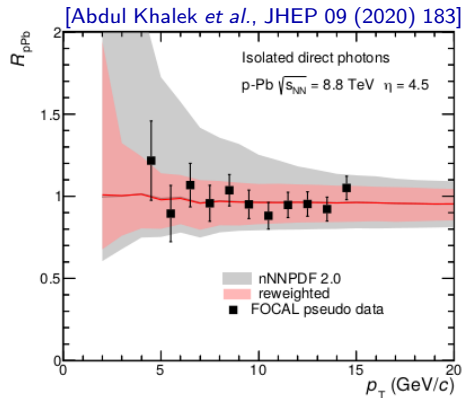 [Abdul Khalek et al., JHEP 09 (2020) 183]
R_pPb
2
1.5
1
0.5
0
Isolated direct photons
p-Pb √s_NN = 8.8 TeV η = 4.5
nNNPDF 2.0
reweighted
FOCAL pseudo data
0 5 10 15 20
p_T (GeV/c)